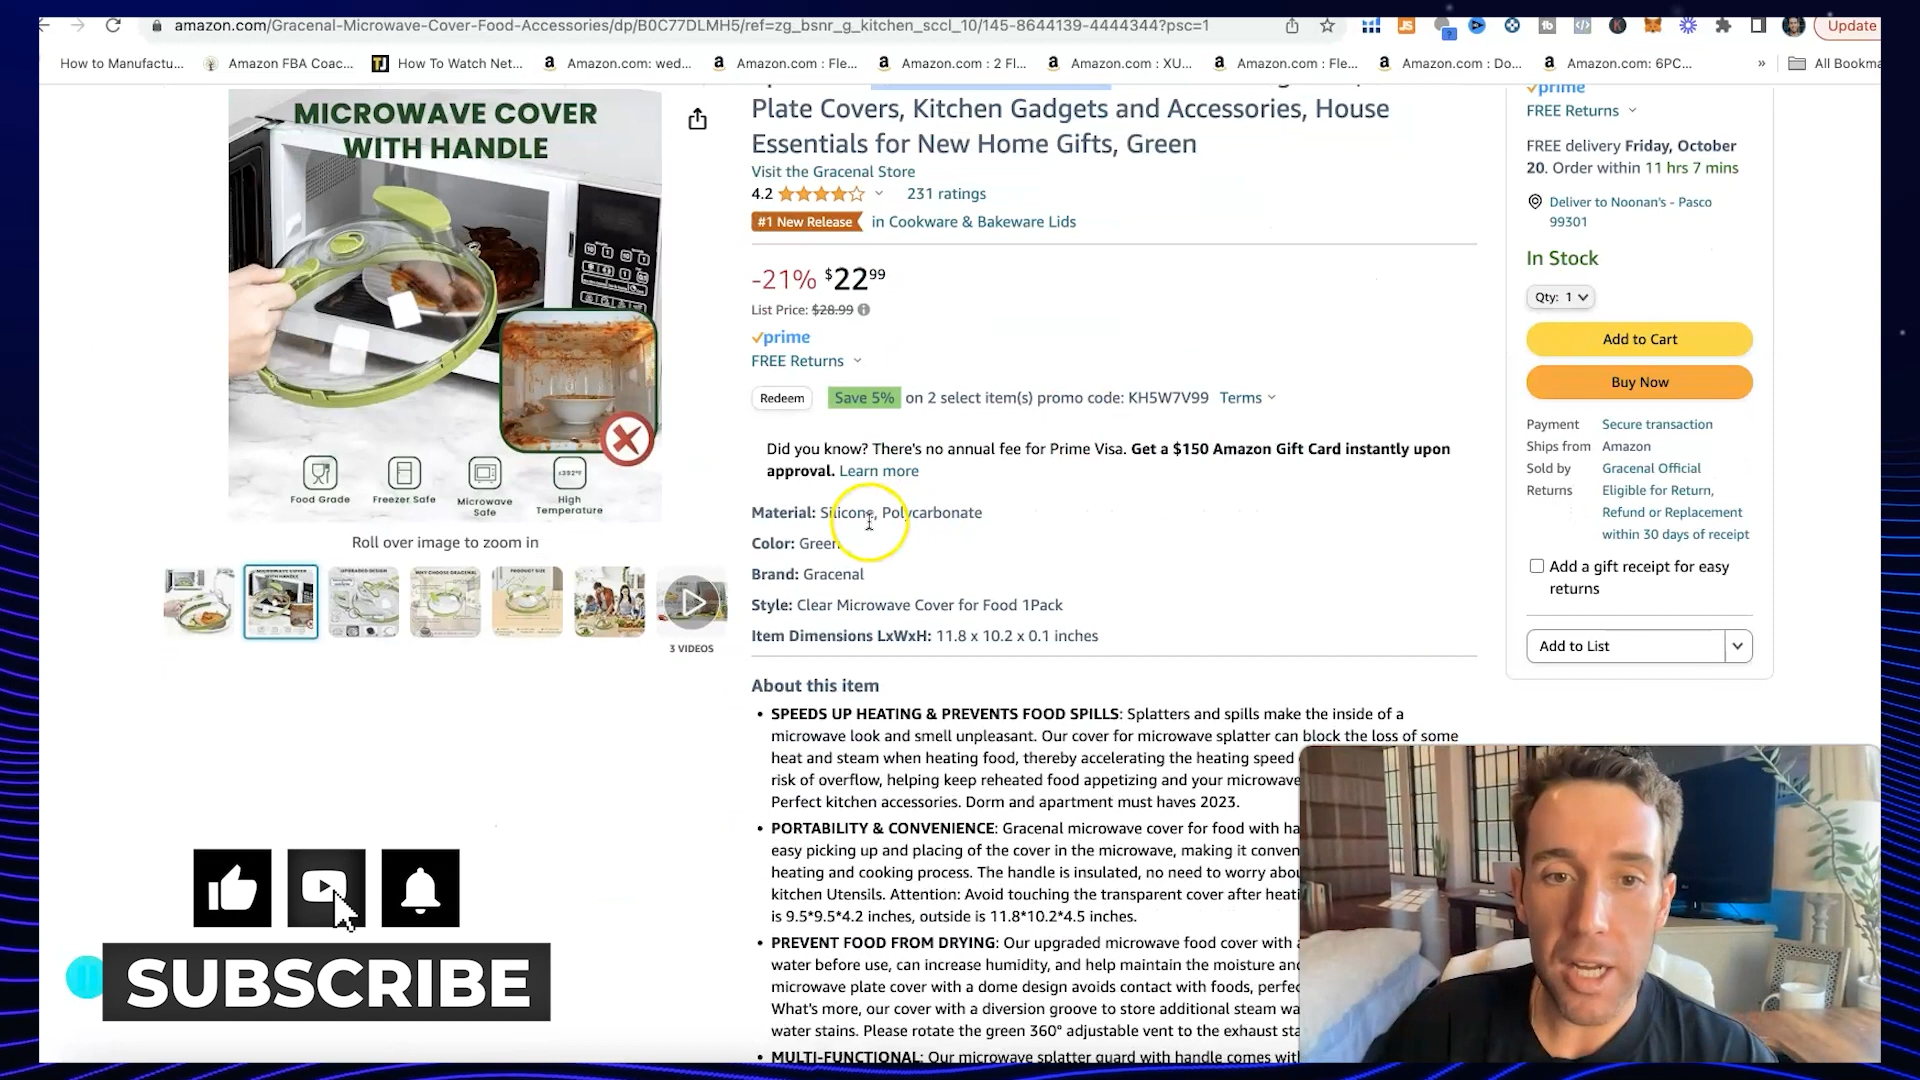 amazon.com/Gracenal-Microwave-Cover-Food-Accessories/dp/B0C77DLMH5/ref=zg_bsnr_g_kitchen_sccl_10/145-8644139-4444344?psc=1
Update
How to Manufactu...
Amazon FBA Coac...
How To Watch Net...
Amazon.com: wed...
Amazon.com : Fle...
Amazon.com : 2 Fl...
Amazon.com : XU...
Amazon.com : Fle...
Amazon.com : Do...
Amazon.com: 6PC...
»
All Bookma
MICROWAVE COVER
WITH HANDLE
Food Grade
Freezer Safe
Microwave
Safe
≤392°F
High
Temperature
Roll over image to zoom in
3 VIDEOS
Plate Covers, Kitchen Gadgets and Accessories, House
Essentials for New Home Gifts, Green
Visit the Gracenal Store
4.2
231 ratings
#1 New Release
in Cookware & Bakeware Lids
-21% $22 99
List Price: $28.99
prime
FREE Returns
Redeem
Save 5% on 2 select item(s) promo code: KH5W7V99 Terms
Did you know? There's no annual fee for Prime Visa. Get a $150 Amazon Gift Card instantly upon
approval. Learn more
Material: Silicone, Polycarbonate
Color: Green
Brand: Gracenal
Style: Clear Microwave Cover for Food 1Pack
Item Dimensions LxWxH: 11.8 x 10.2 x 0.1 inches
About this item
• SPEEDS UP HEATING & PREVENTS FOOD SPILLS: Splatters and spills make the inside of a
microwave look and smell unpleasant. Our cover for microwave splatter can block the loss of some
heat and steam when heating food, thereby accelerating the heating speed
risk of overflow, helping keep reheated food appetizing and your microwave
Perfect kitchen accessories. Dorm and apartment must haves 2023.
• PORTABILITY & CONVENIENCE: Gracenal microwave cover for food with ha
easy picking up and placing of the cover in the microwave, making it conven
heating and cooking process. The handle is insulated, no need to worry abou
kitchen Utensils. Attention: Avoid touching the transparent cover after heati
is 9.5*9.5*4.2 inches, outside is 11.8*10.2*4.5 inches.
• PREVENT FOOD FROM DRYING: Our upgraded microwave food cover with a
water before use, can increase humidity, and help maintain the moisture and
microwave plate cover with a dome design avoids contact with foods, perfec
What's more, our cover with a diversion groove to store additional steam wa
water stains. Please rotate the green 360° adjustable vent to the exhaust sta
• MULTI-FUNCTIONAL: Our microwave splatter guard with handle comes with
prime
FREE Returns
FREE delivery Friday, October
20. Order within 11 hrs 7 mins
Deliver to Noonan's - Pasco
99301
In Stock
Qty: 1
Add to Cart
Buy Now
Payment Secure transaction
Ships from Amazon
Sold by Gracenal Official
Returns Eligible for Return,
Refund or Replacement
within 30 days of receipt
Add a gift receipt for easy
returns
Add to List
SUBSCRIBE